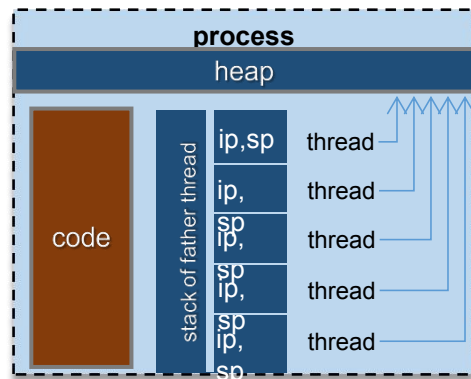 process
heap
code
stack of father thread
ip,sp
ip,
sp
ip,
sp
ip,
sp
ip,
sp
thread
thread
thread
thread
thread